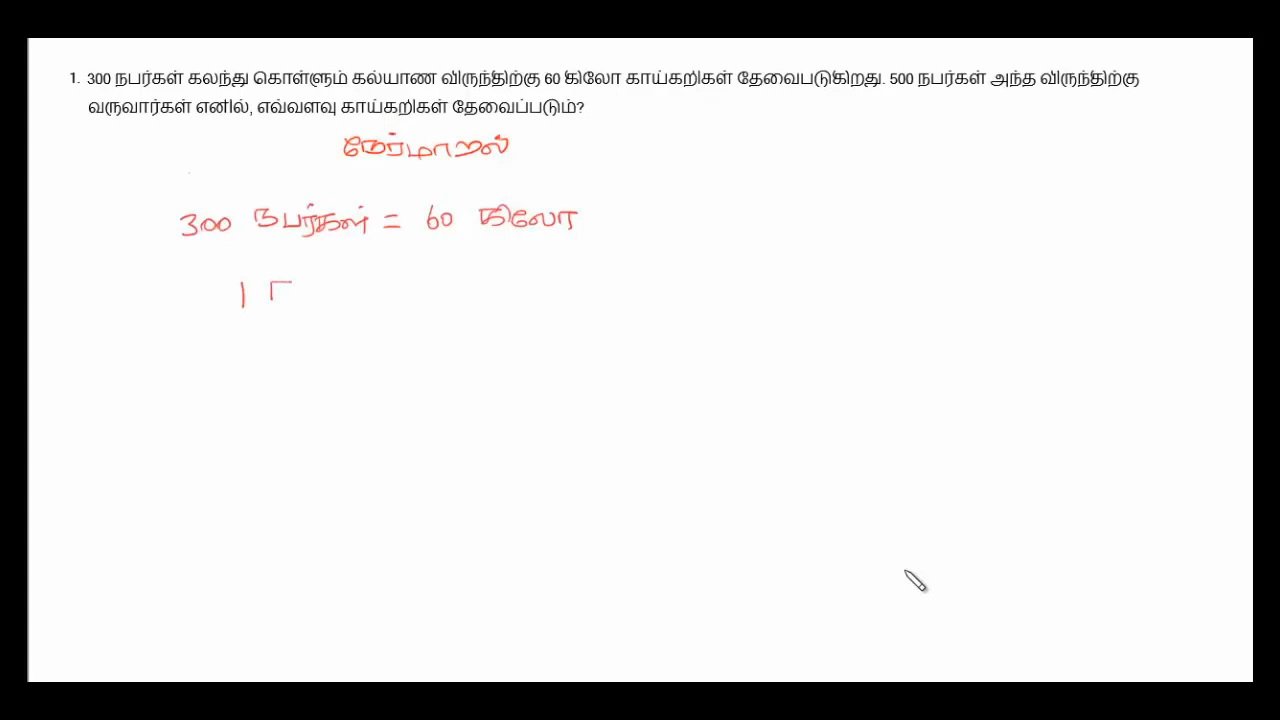 1. 300 நபர்கள் கலந்து கொள்ளும் கல்யாண விருந்திற்கு 60 கிலோ காய்கறிகள் தேவைபடுகிறது. 500 நபர்கள் அந்த விருந்திற்கு
வருவார்கள் எனில், எவ்வளவு காய்கறிகள் தேவைப்படும்?
நேர்மாறல்
300 நபர்கள் = 60 கிலோ
1